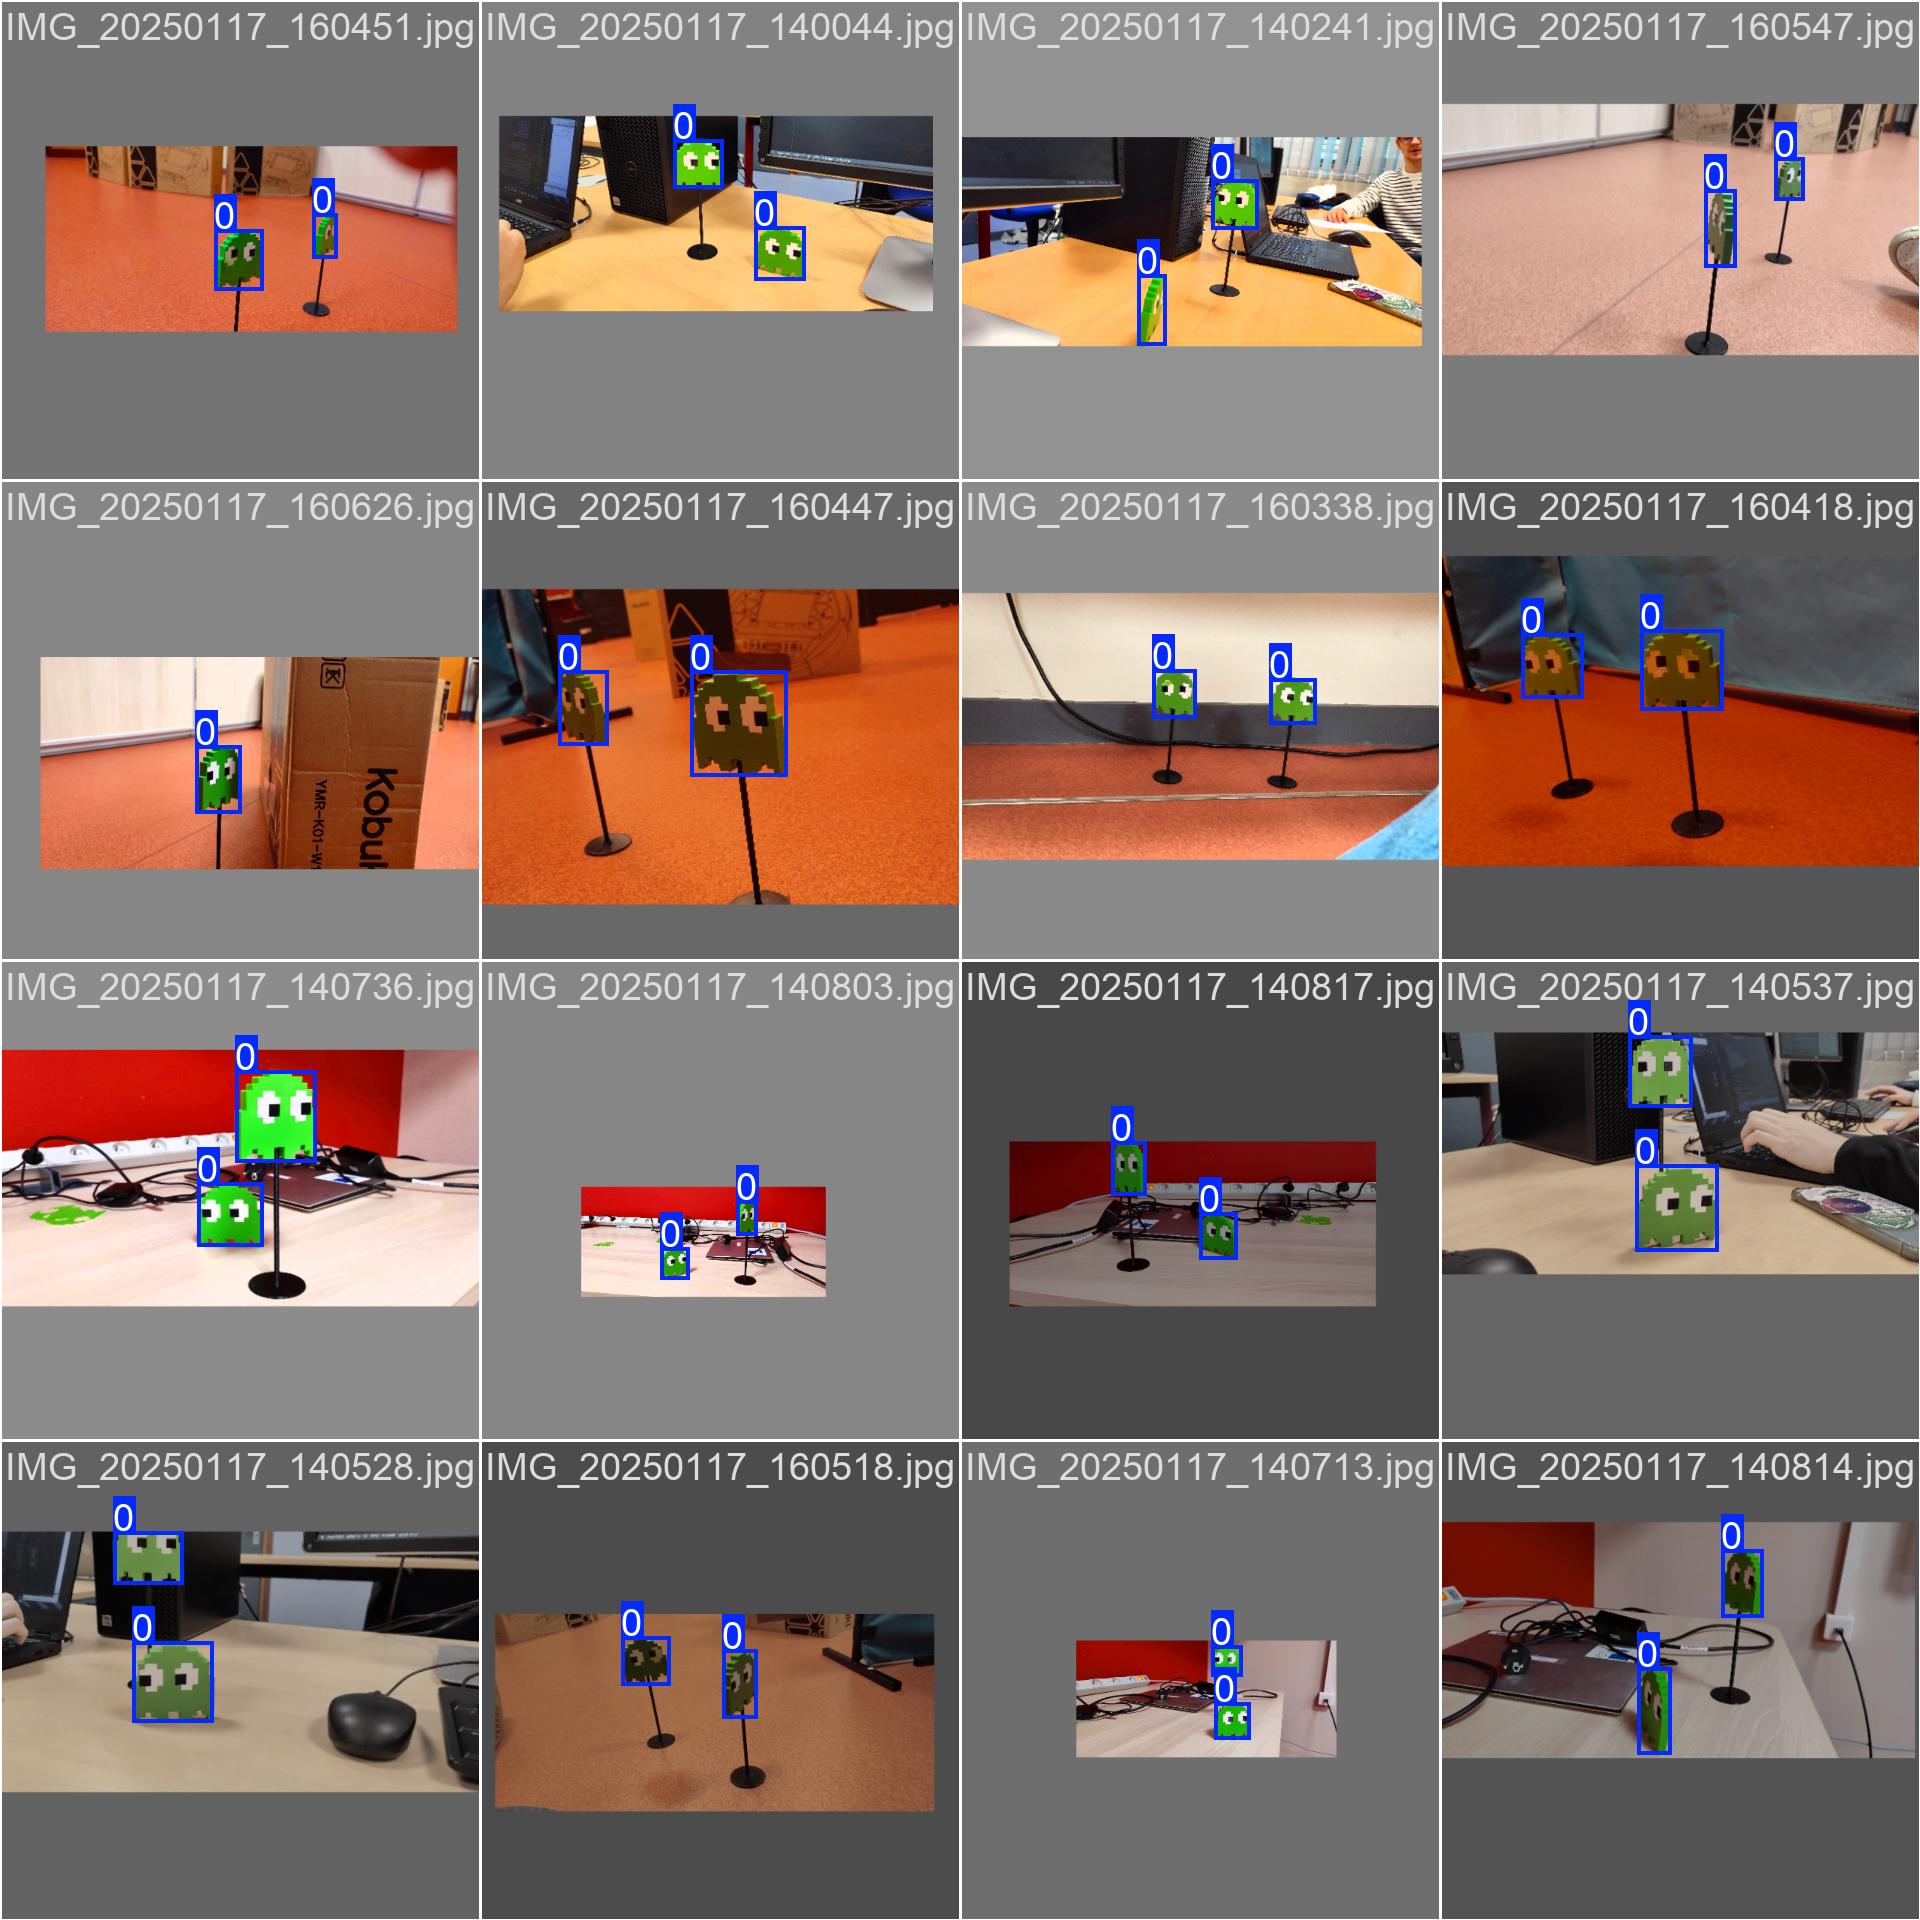 IMG_20250117_160451.jpg
0
0
IMG_20250117_140044.jpg
0
0
IMG_20250117_140241.jpg
0
0
IMG_20250117_160547.jpg
0
0
IMG_20250117_160626.jpg
0
Kobuk
YMR-K01-W1
IMG_20250117_160447.jpg
0
0
IMG_20250117_160338.jpg
0
0
IMG_20250117_160418.jpg
0
0
IMG_20250117_140736.jpg
0
0
IMG_20250117_140803.jpg
0
0
IMG_20250117_140817.jpg
0
0
IMG_20250117_140537.jpg
0
0
IMG_20250117_140528.jpg
0
0
IMG_20250117_160518.jpg
0
0
IMG_20250117_140713.jpg
0
0
IMG_20250117_140814.jpg
0
0